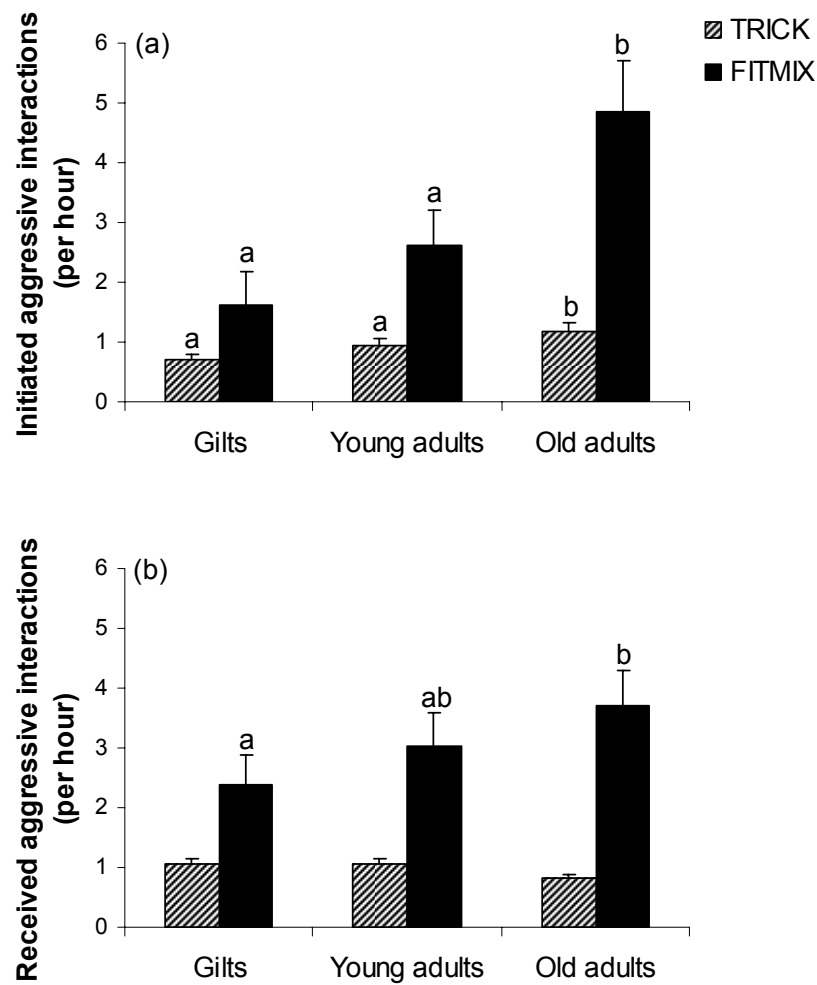 (a)
TRICK
FITMIX
Initiated aggressive interactions
(per hour)
6
5
4
3
2
1
0
a
a
a
a
b
b
Gilts
Young adults
Old adults
(b)
Received aggressive interactions
(per hour)
6
5
4
3
2
1
0
a
ab
b
Gilts
Young adults
Old adults